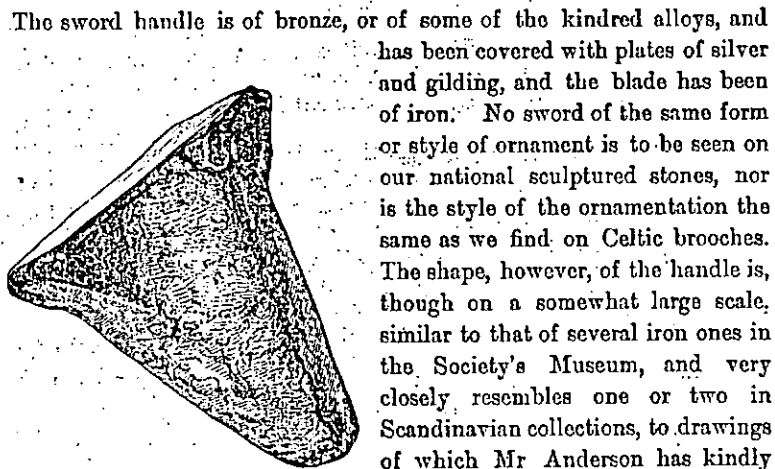 The sword handle is of bronze, or of some of the kindred alloys, and
has been covered with plates of silver
and gilding, and the blade has been
of iron. No sword of the same form
or style of ornament is to be seen on
our national sculptured stones, nor
is the style of the ornamentation the
same as we find on Celtic brooches.
The shape, however, of the handle is,
though on a somewhat large scale,
similar to that of several iron ones in
the Society's Museum, and very
closely resembles one or two in
Scandinavian collections, to drawings
of which Mr Anderson has kindly